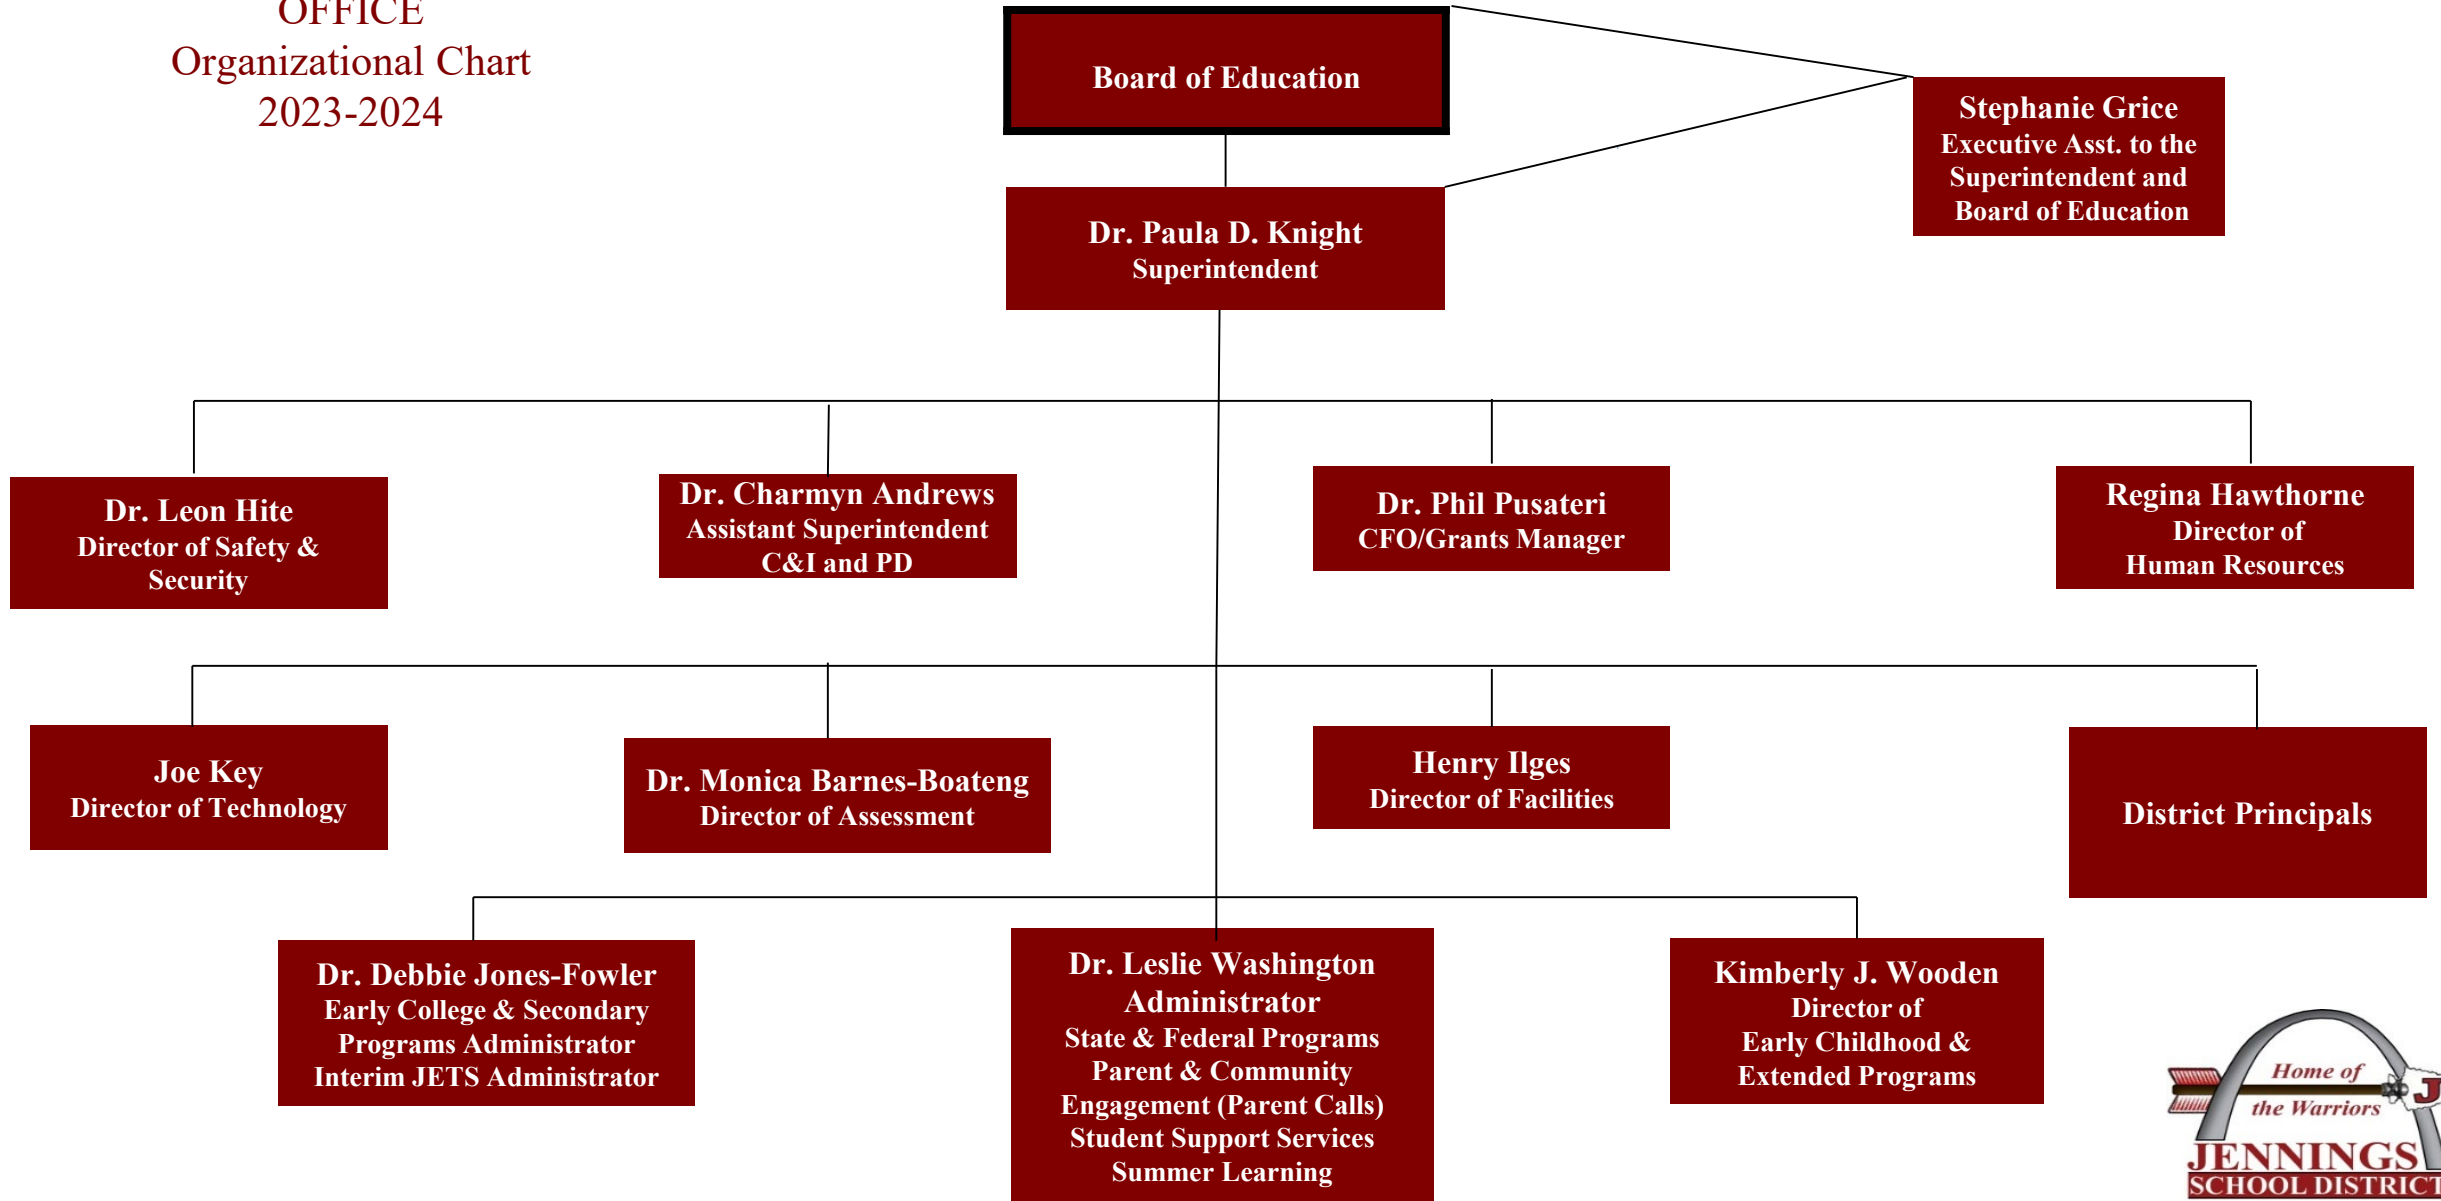 OFFICE
Organizational Chart
2023-2024
Board of Education
Stephanie Grice
Executive Asst. to the
Superintendent and
Board of Education
Dr. Paula D. Knight
Superintendent
Dr. Leon Hite
Director of Safety &
Security
Dr. Charmyn Andrews
Assistant Superintendent
C&I and PD
Dr. Phil Pusateri
CFO/Grants Manager
Regina Hawthorne
Director of
Human Resources
Joe Key
Director of Technology
Dr. Monica Barnes-Boateng
Director of Assessment
Henry Ilges
Director of Facilities
District Principals
Dr. Debbie Jones-Fowler
Early College & Secondary
Programs Administrator
Interim JETS Administrator
Dr. Leslie Washington
Administrator
State & Federal Programs
Parent & Community
Engagement (Parent Calls)
Student Support Services
Summer Learning
Kimberly J. Wooden
Director of
Early Childhood &
Extended Programs
Home of
the Warriors
J
JENNINGS
SCHOOL DISTRICT